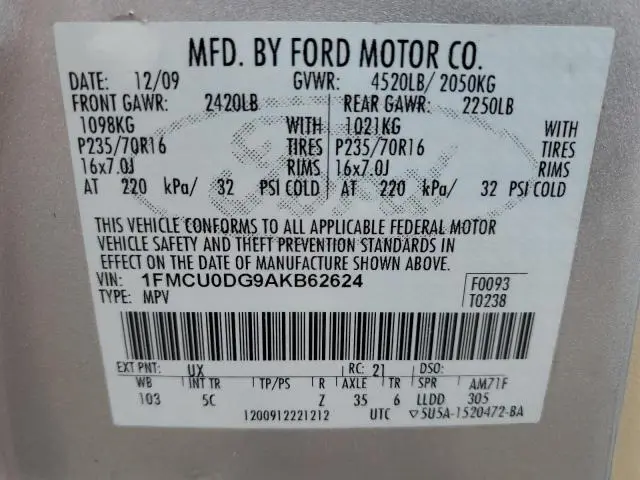 MFD. BY FORD MOTOR CO.
DATE: 12/09 GVWR: 4520LB/ 2050KG
FRONT GAWR: 2420LB REAR GAWR: 2250LB
1098KG WITH 1021KG WITH
P235/70R16 TIRES P235/70R16 TIRES
16x7.0J RIMS 16x7.0J RIMS
AT 220 kPa/ 32 PSI COLD AT 220 kPa/ 32 PSI COLD
THIS VEHICLE CONFORMS TO ALL APPLICABLE FEDERAL MOTOR
VEHICLE SAFETY AND THEFT PREVENTION STANDARDS IN
EFFECT ON THE DATE OF MANUFACTURE SHOWN ABOVE.
VIN: 1FMCU0DG9AKB62624 F0093
TYPE: MPV T0238
EXT PNT: UX RC: 21 DSO:
WB INT TR TP/PS R AXLE TR SPR AM71F
103 5C Z 35 6 LLDD 305
1200912221212 UTC ▽5U5A-1520472-BA